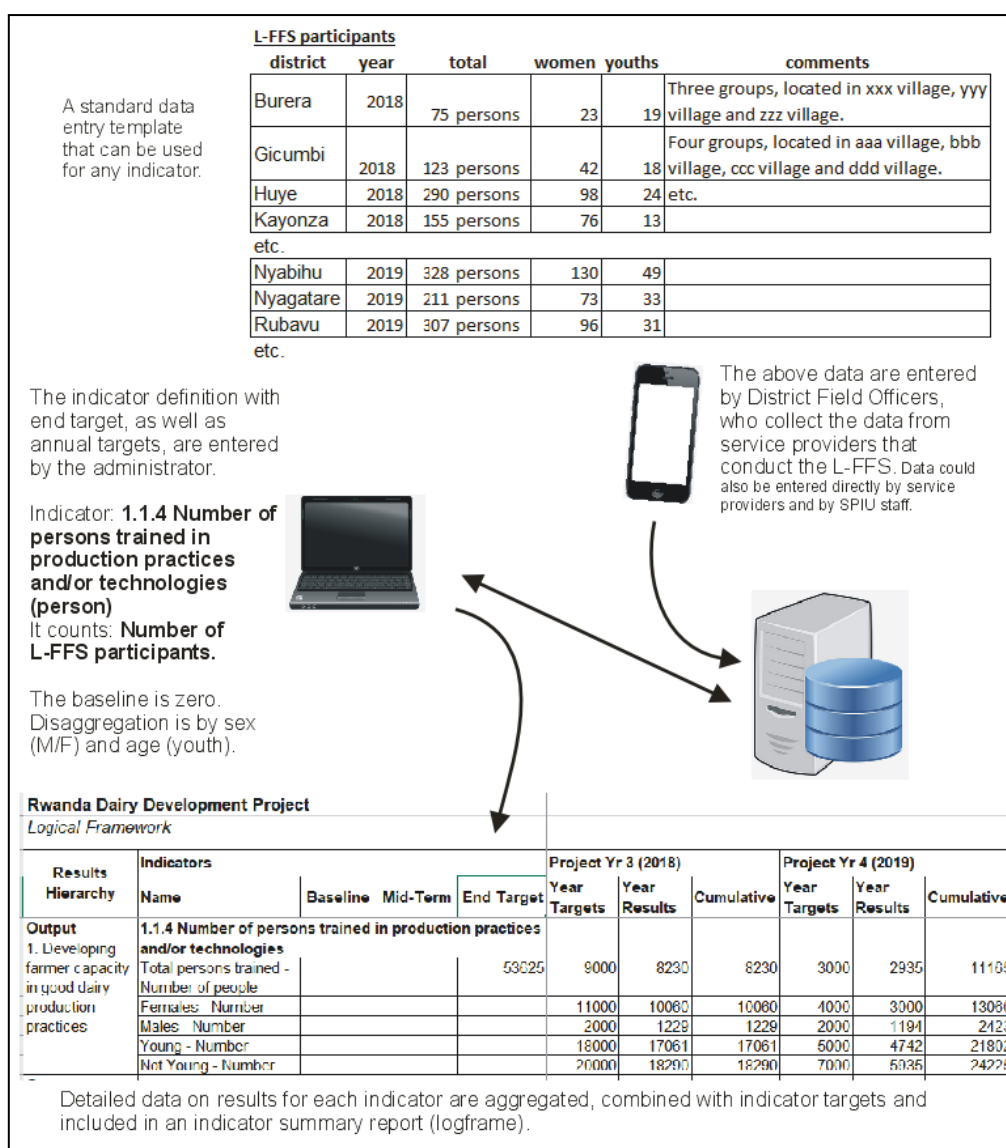 L-FFS participants
district year total women youths comments
A standard data
entry template
that can be used
for any indicator.
Burera 2018 75 persons 23 19 Three groups, located in xxx village, yyy
village and zzz village.
Gicumbi 2018 123 persons 42 18 Four groups, located in aaa village, bbb
village, ccc village and ddd village.
Huye 2018 290 persons 98 24 etc.
Kayonza 2018 155 persons 76 13
etc.
Nyabihu 2019 328 persons 130 49
Nyagatare 2019 211 persons 73 33
Rubavu 2019 307 persons 96 31
etc.
The indicator definition with
end target, as well as
annual targets, are entered
by the administrator.
Indicator: 1.1.4 Number of
persons trained in
production practices
and/or technologies
(person)
It counts: Number of
L-FFS participants.
The baseline is zero.
Disaggregation is by sex
(M/F) and age (youth).
The above data are entered
by District Field Officers,
who collect the data from
service providers that
conduct the L-FFS. Data could
also be entered directly by service
providers and by SPIU staff.
Rwanda Dairy Development Project
Logical Framework
Results
Hierarchy
Indicators Project Yr 3 (2018) Project Yr 4 (2019)
Name Baseline Mid-Term End Target Year
Targets Year
Results Cumulative Year
Targets Year
Results Cumulative
Output
1. Developing
farmer capacity
in good dairy
production
practices
1.1.4 Number of persons trained in production practices
and/or technologies
Total persons trained -
Number of people 53625 9000 8230 8230 3000 2935 11165
Females Number 11000 10060 10060 4000 3000
Males Number 2000 1229 1229 2000 1194 2423
Young - Number 18000 17061 17061 5000 4742 21802
Not Young - Number 20000 18290 18290 7000 5935 24225
Detailed data on results for each indicator are aggregated, combined with indicator targets and
included in an indicator summary report (logframe).